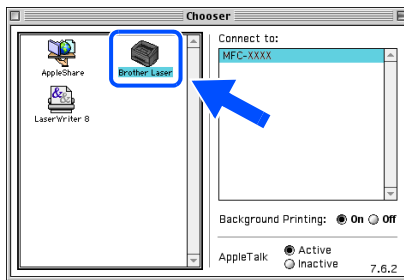 Chooser
AppleShare
Brother Laser
LaserWriter 8
Connect to:
MFC-XXXX
Background Printing: On Off
AppleTalk
Active
Inactive
7.6.2